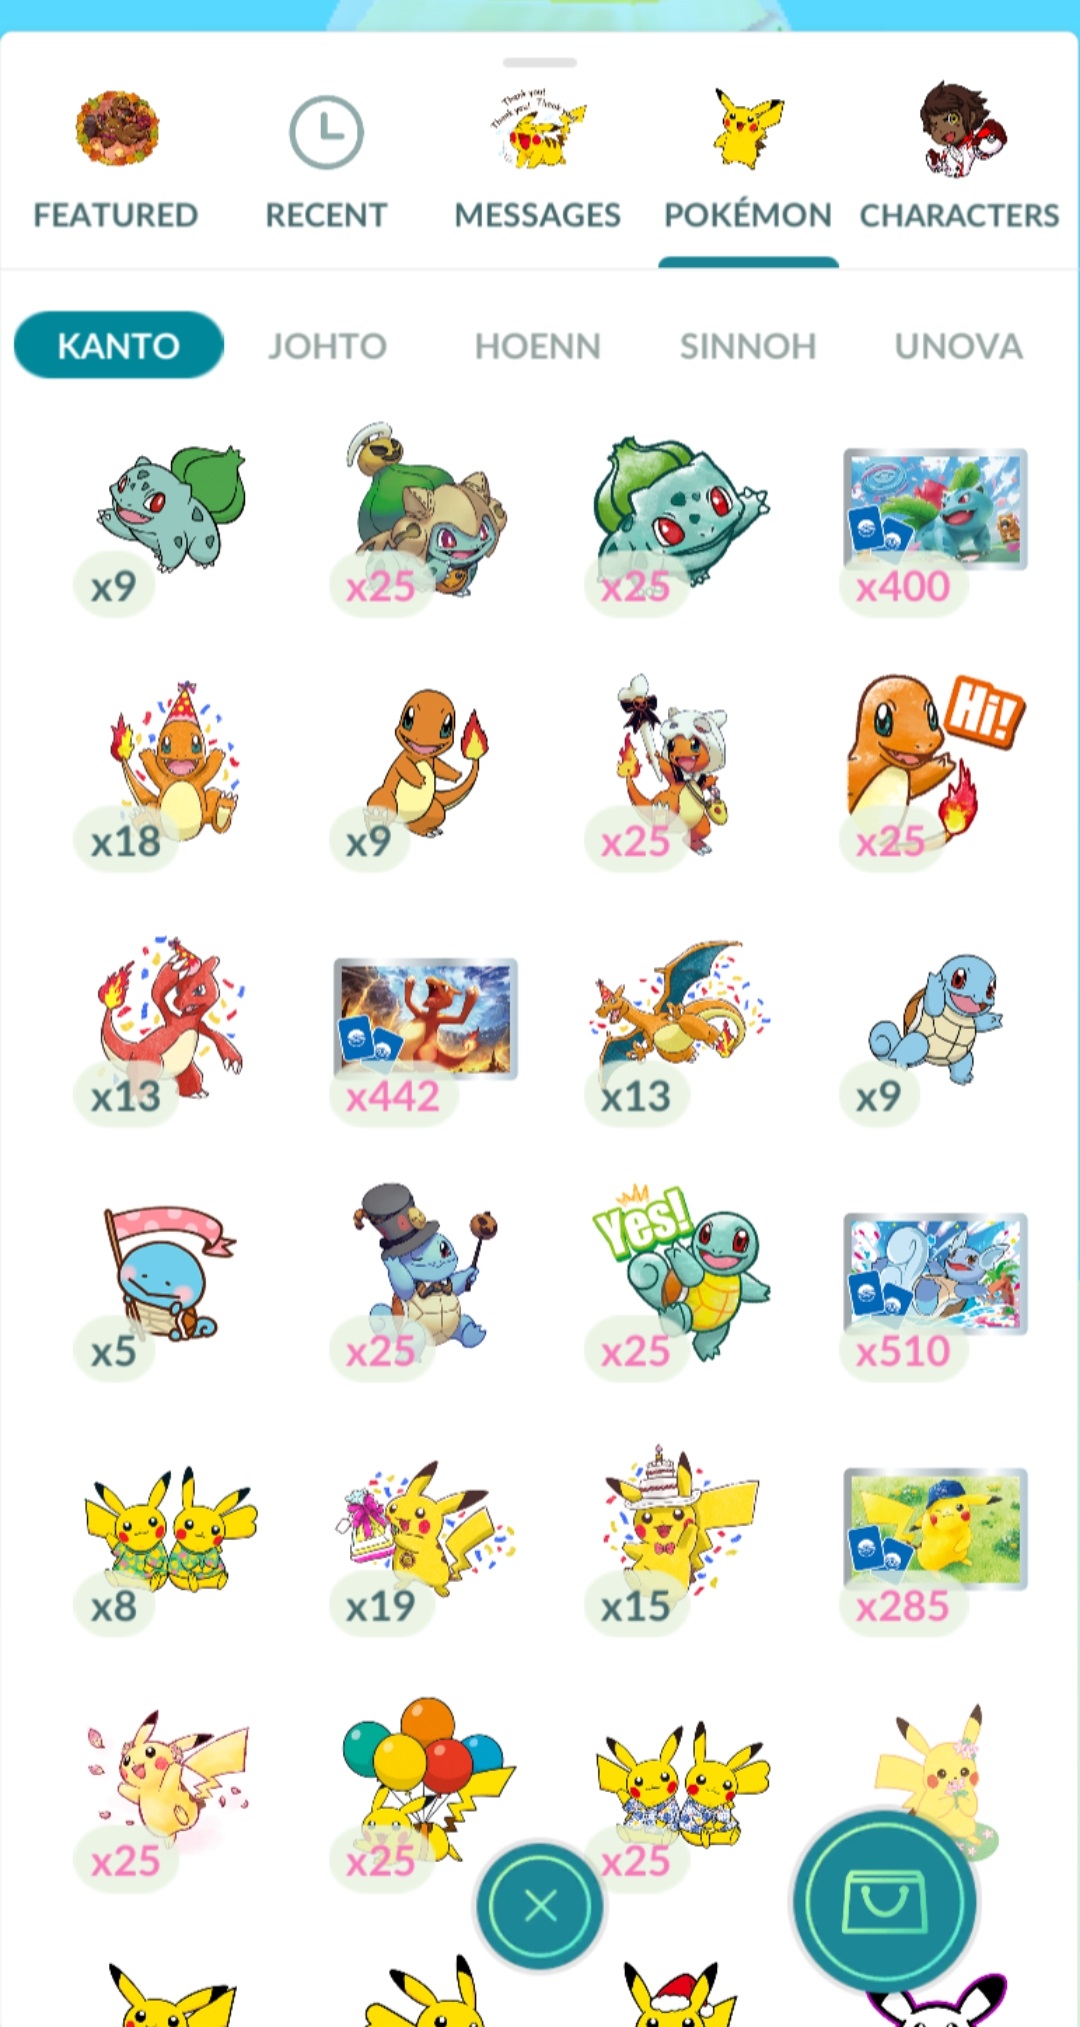 Thank you!
Thank you! Thank you!
FEATURED RECENT MESSAGES POKÉMON CHARACTERS
KANTO JOHTO HOENN SINNOH UNOVA
x9 x25 x25 x400
Hi!
x18 x9 x25 x25
x13 x442 x13 x9
Yes!
x5 x25 x25 x510
x8 x19 x15 x285
x25 x25 x25